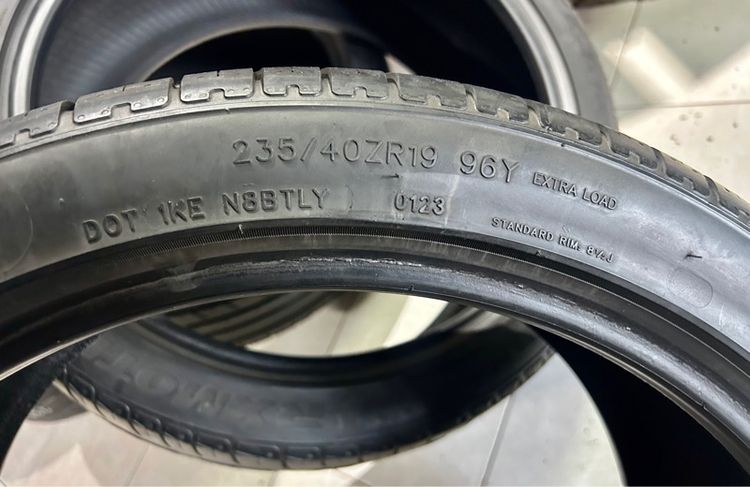 235/40ZR19 96Y EXTRA LOAD
DOT 1KE N8BTLY 0123
STANDARD RIM: 8½J